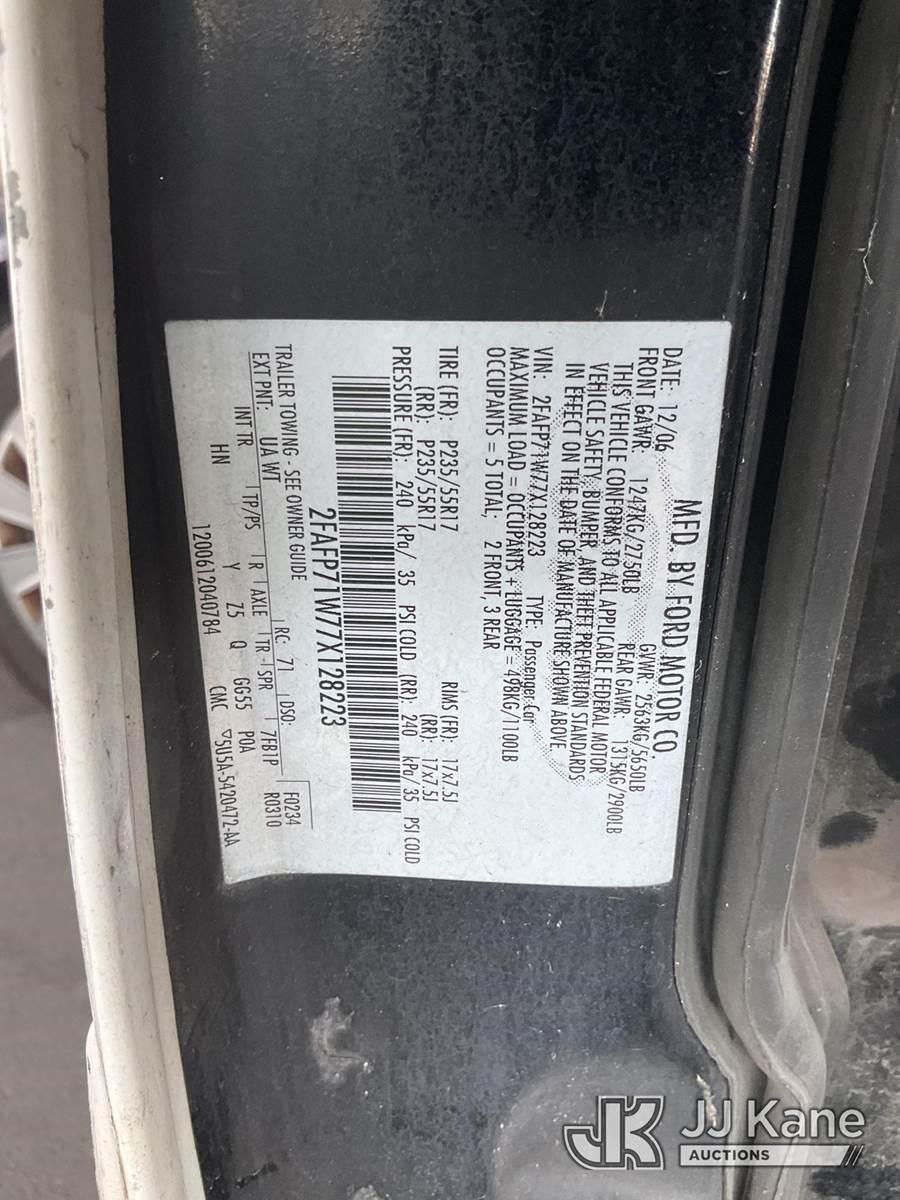 MFD. BY FORD MOTOR CO.
DATE: 12/06 GVWR: 2563KG/5650LB
FRONT GAWR: 1247KG/2750LB REAR GAWR: 1315KG/2900LB
THIS VEHICLE CONFORMS TO ALL APPLICABLE FEDERAL MOTOR
VEHICLE SAFETY, BUMPER, AND THEFT PREVENTION STANDARDS
IN EFFECT ON THE DATE OF MANUFACTURE SHOWN ABOVE.
VIN: 2FAFP71W77X128223 TYPE: Passenger Car
MAXIMUM LOAD = OCCUPANTS + LUGGAGE = 498KG/1100LB
OCCUPANTS = 5 TOTAL; 2 FRONT, 3 REAR
TIRE (FR): P235/55R17 RIMS (FR): 17x7.5J
(RR): P235/55R17 (RR): 17x7.5J
PRESSURE (FR): 240 kPa/ 35 PSI COLD (RR): 240 kPa/ 35 PSI COLD
2FAFP71W77X128223
TRAILER TOWING - SEE OWNER GUIDE F0234
EXT PNT: UA WT RC: 71 DSO: R0310
INT TR TP/PS R AXLE TR SPR 7FB1P
HN Y Z5 Q GG55 POA
120061204078​4 CMC 5U5A-5420472-AA
JK JJ Kane
AUCTIONS